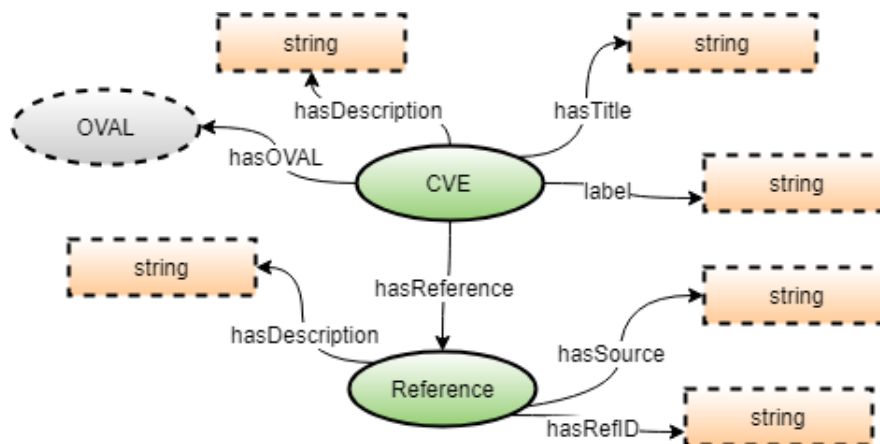 string
string
hasDescription
hasTitle
OVAL
hasOVAL
CVE
label
string
string
hasReference
string
hasDescription
hasSource
Reference
string
hasRefID